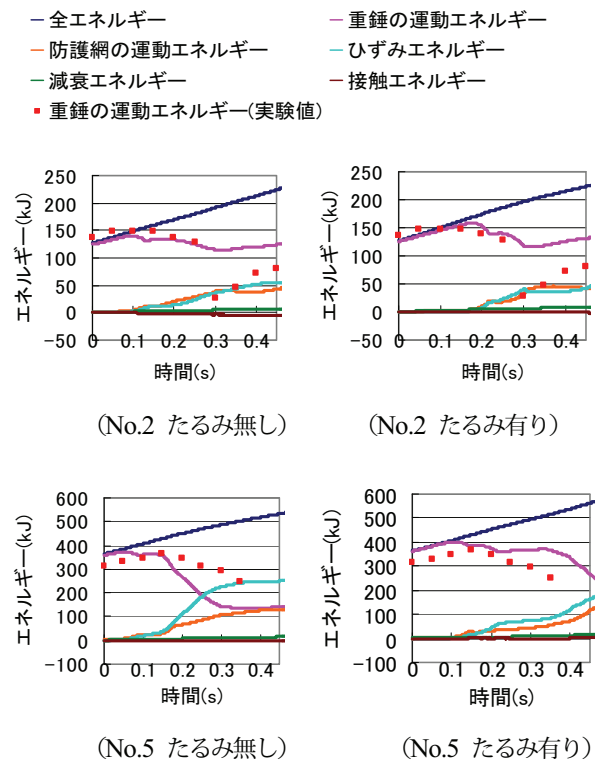 全エネルギー 重錘の運動エネルギー
防護網の運動エネルギー ひずみエネルギー
減衰エネルギー 接触エネルギー
重錘の運動エネルギー(実験値)
エネルギー(kJ)
250
200
150
100
50
0
-50
0 0.1 0.2 0.3 0.4
時間(s)
(No.2 たるみ無し)
エネルギー(kJ)
250
200
150
100
50
0
-50
0 0.1 0.2 0.3 0.4
時間(s)
(No.2 たるみ有り)
エネルギー(kJ)
600
500
400
300
200
100
0
-100
0 0.1 0.2 0.3 0.4
時間(s)
(No.5 たるみ無し)
エネルギー(kJ)
600
500
400
300
200
100
0
-100
0 0.1 0.2 0.3 0.4
時間(s)
(No.5 たるみ有り)